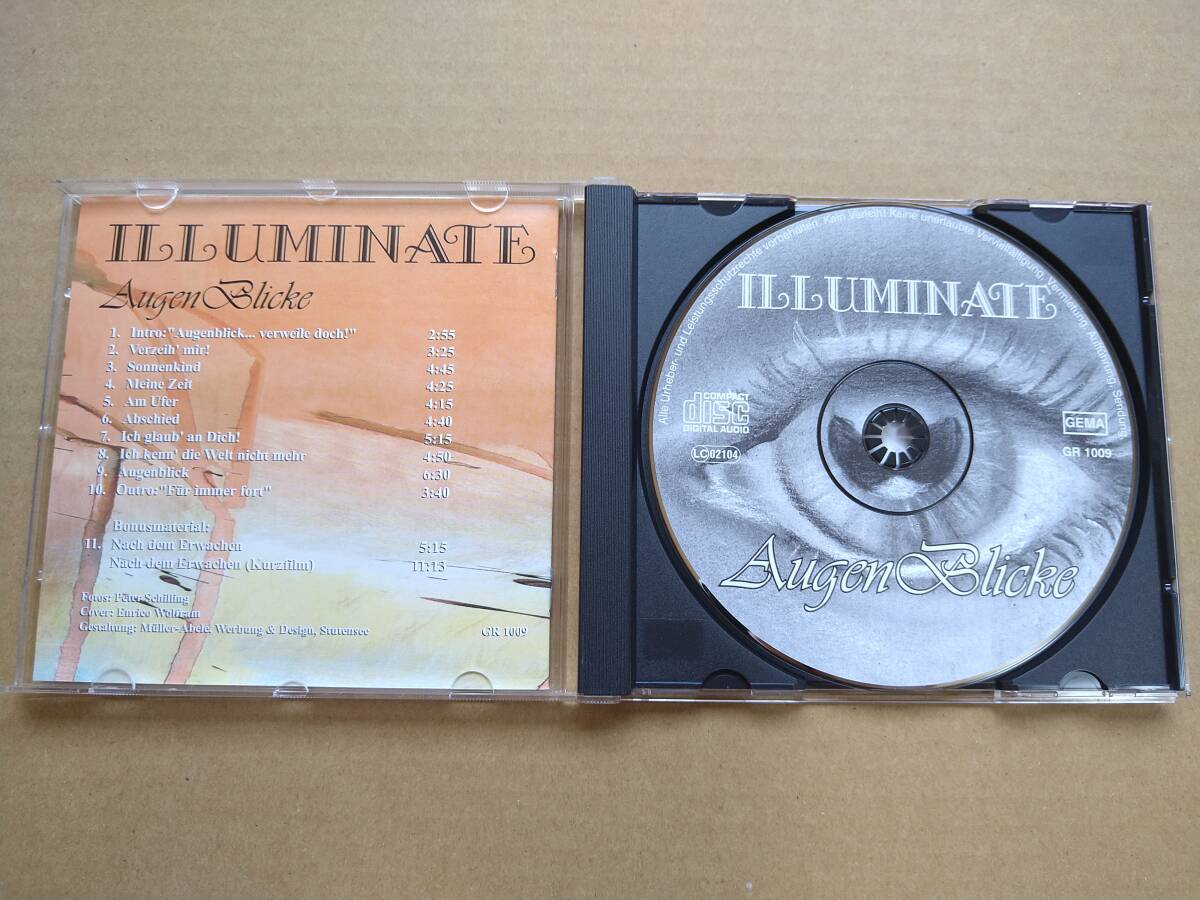 ILLUMINATE
AugenBlicke
1. Intro:"Augenblick... verweile doch!" 2:55
2. Verzeih' mir! 3:25
3. Sonnenkind 4:45
4. Meine Zeit 4:25
5. Am Ufer 4:15
6. Abschied 4:40
7. Ich glaub' an Dich! 5:15
8. Ich kenn' die Welt nicht mehr 4:50
9. Augenblick 6:30
10. Outro:"Für immer fort" 3:40
Bonusmaterial:
11. Nach dem Erwachen 5:15
Nach dem Erwachen (Kurzfilm) 11:13
Fotos: Peter Schilling
Cover: Enrico Wolfram
Gestaltung: Müller-Abele, Werbung & Design, Stutensee GR 1009
Alle Urheber- und Leistungsschutzrechte vorbehalten. Kein Verleih! Keine unerlaubte Vervielfältigung, Vermietung, Aufführung, Sendung
ILLUMINATE
COMPACT
disc
DIGITAL AUDIO
LC 02104
GEMA
GR 1009
AugenBlicke